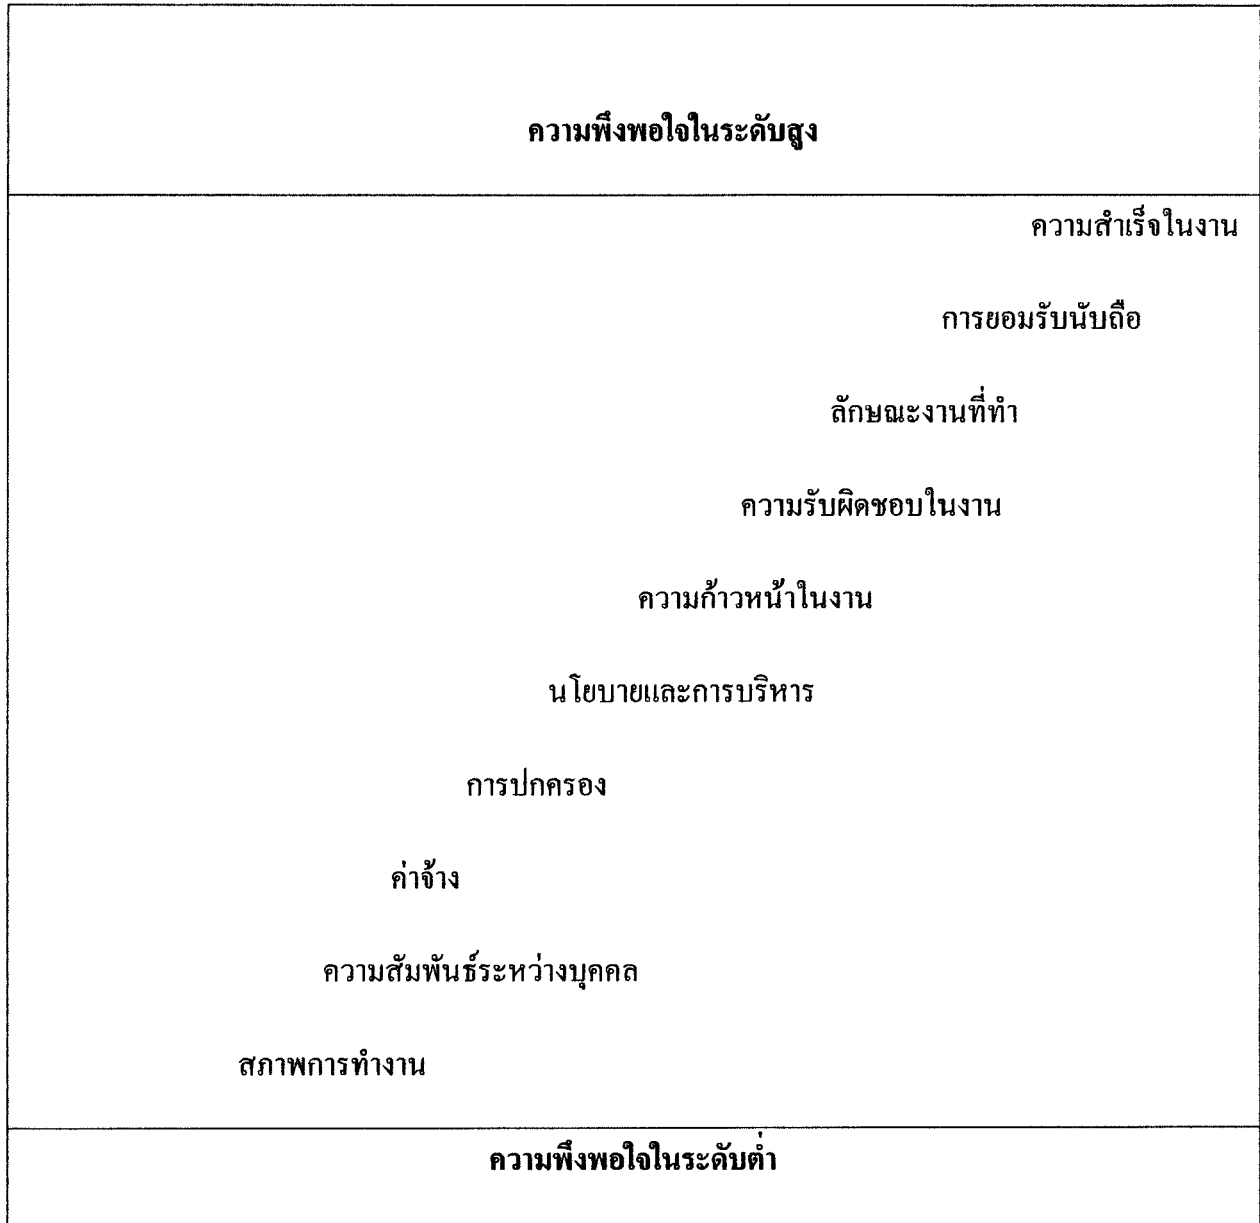 ความพึงพอใจในระดับสูง
ความสำเร็จในงาน
การยอมรับนับถือ
ลักษณะงานที่ทำ
ความรับผิดชอบในงาน
ความก้าวหน้าในงาน
นโยบายและการบริหาร
การปกครอง
ค่าจ้าง
ความสัมพันธ์ระหว่างบุคคล
สภาพการทำงาน
ความพึงพอใจในระดับต่ำ